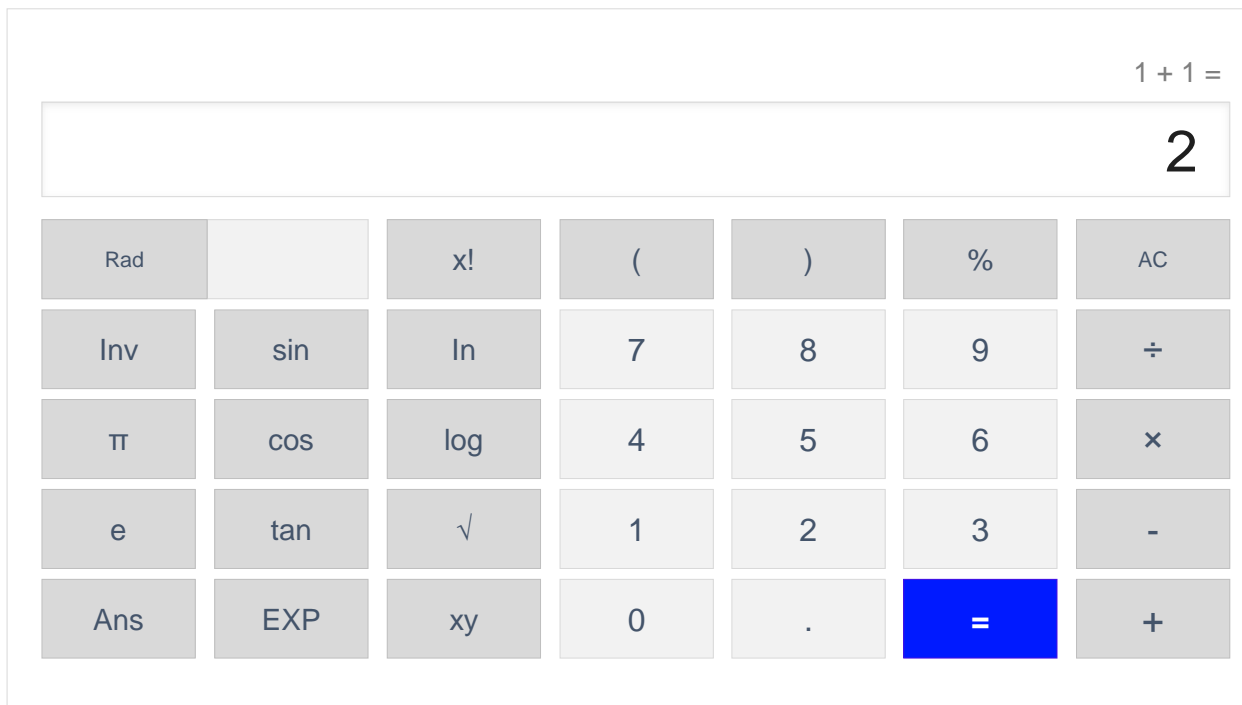 1 + 1 =
2
Rad x! ( ) % AC
Inv sin In 7 8 9 ÷
π cos log 4 5 6 ×
e tan √ 1 2 3 -
Ans EXP xy 0 . = +